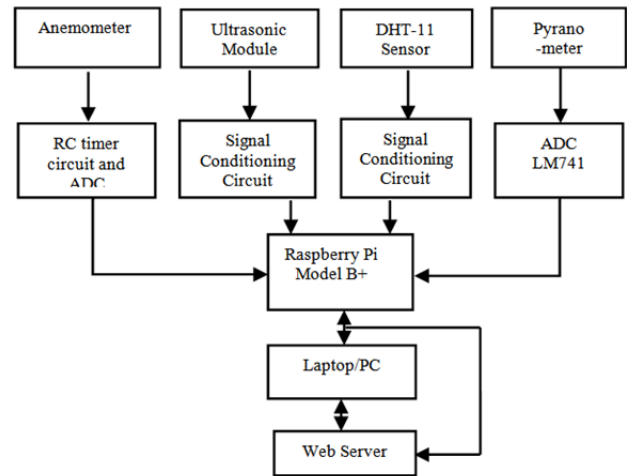 Anemometer
Ultrasonic
Module
DHT-11
Sensor
Pyrano
-meter
RC timer
circuit and
ADC
Signal
Conditioning
Circuit
Signal
Conditioning
Circuit
ADC
LM741
Raspberry Pi
Model B+
Laptop/PC
Web Server